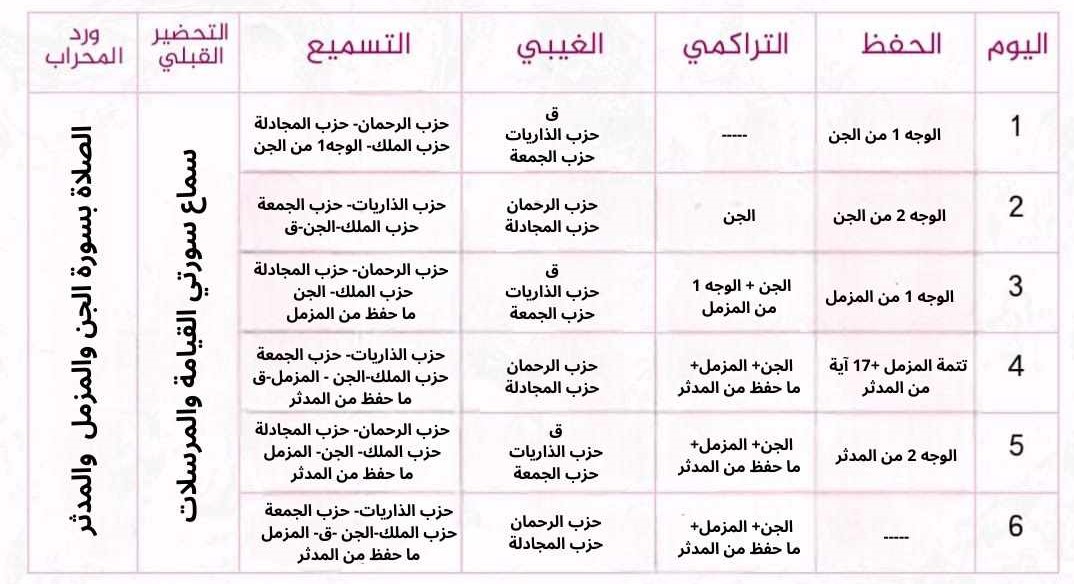 اليوم
الحفظ
التراكمي
الغيبي
التسميع
التحضير
القبلي
ورد
المحراب
1
الوجه 1 من الجن
-----
ق
حزب الذاريات
حزب الجمعة
حزب الرحمان- حزب المجادلة
حزب الملك- الوجه1 من الجن
2
الوجه 2 من الجن
الجن
حزب الرحمان
حزب المجادلة
حزب الذاريات- حزب الجمعة
حزب الملك-الجن-ق
3
الوجه 1 من المزمل
الجن + الوجه 1
من المزمل
ق
حزب الذاريات
حزب الجمعة
حزب الرحمان- حزب المجادلة
حزب الملك- الجن
ما حفظ من المزمل
4
تتمة المزمل +17 آية
من المدثر
الجن+ المزمل+
ما حفظ من المدثر
حزب الرحمان
حزب المجادلة
حزب الذاريات- حزب الجمعة
حزب الملك-الجن - المزمل-ق
ما حفظ من المدثر
5
الوجه 2 من المدثر
الجن+ المزمل+
ما حفظ من المدثر
ق
حزب الذاريات
حزب الجمعة
حزب الرحمان- حزب المجادلة
حزب الملك- الجن- المزمل
ما حفظ من المدثر
6
-----
الجن+ المزمل+
ما حفظ من المدثر
حزب الرحمان
حزب المجادلة
حزب الذاريات- حزب الجمعة
حزب الملك-الجن -ق- المزمل
ما حفظ من المدثر
سماع سورتي القيامة والمرسلات
الصلاة بسورة الجن والمزمل والمدثر